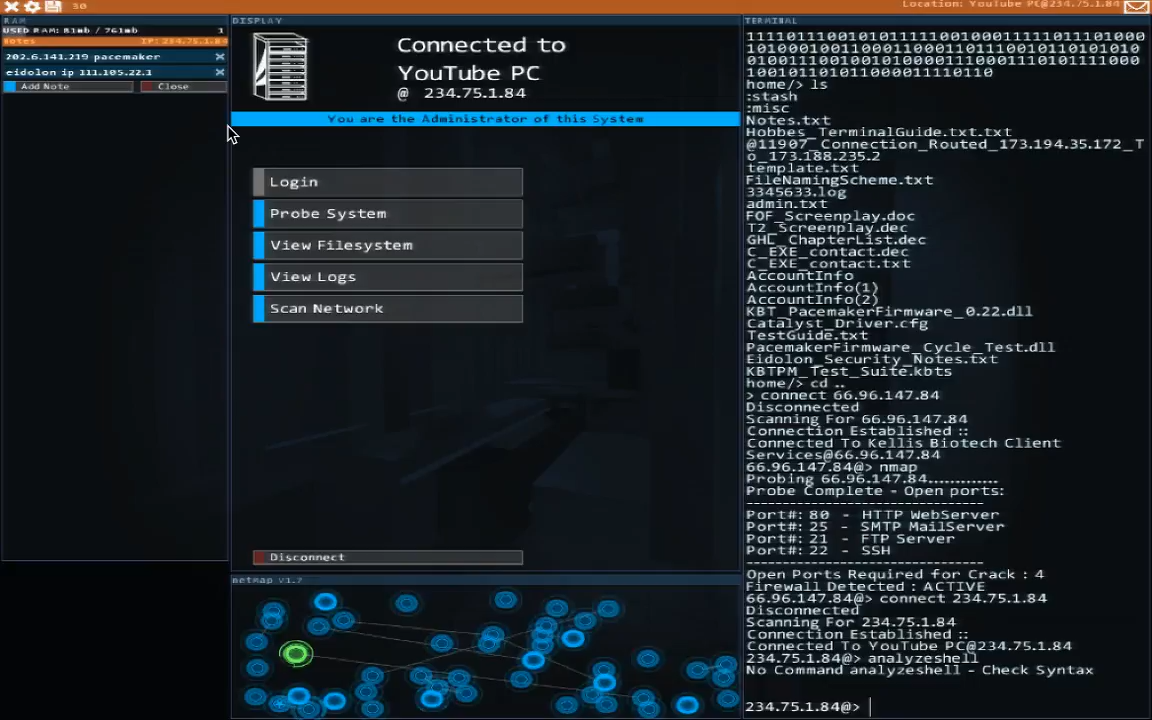 30
Location: YouTube PC@234.75.1.84
RAM
USED RAM: 81mb / 761mb 1
Notes IP: 234.75.1.84
202.6.141.219 pacemaker
eidolon ip 111.105.22.1
Add Note
Close
DISPLAY
Connected to
YouTube PC
@ 234.75.1.84
You are the Administrator of this System
Login
Probe System
View Filesystem
View Logs
Scan Network
Disconnect
netmap v1.7
TERMINAL
home/> ls
:stash
:misc
Notes.txt
Hobbes_TerminalGuide.txt.txt
@11907_Connection_Routed_173.194.35.172_T
o_173.188.235.2
template.txt
FileNamingScheme.txt
3345633.log
admin.txt
FOF_Screenplay.doc
T2_Screenplay.dec
GHL_ChapterList.dec
C_EXE_contact.dec
C_EXE_contact.txt
AccountInfo
AccountInfo(1)
AccountInfo(2)
KBT_PacemakerFirmware_0.22.dll
Catalyst_Driver.cfg
TestGuide.txt
PacemakerFirmware_Cycle_Test.dll
Eidolon_Security_Notes.txt
KBTPM_Test_Suite.kbts
home/> cd ..
> connect 66.96.147.84
Disconnected
Scanning For 66.96.147.84
Connection Established ::
Connected To Kellis Biotech Client
Services@66.96.147.84
66.96.147.84@> nmap
Probing 66.96.147.84.............
Probe Complete - Open ports:
---------------------------------
Port#: 80 - HTTP WebServer
Port#: 25 - SMTP MailServer
Port#: 21 - FTP Server
Port#: 22 - SSH
---------------------------------
Open Ports Required for Crack : 4
Firewall Detected : ACTIVE
66.96.147.84@> connect 234.75.1.84
Disconnected
Scanning For 234.75.1.84
Connection Established ::
Connected To YouTube PC@234.75.1.84
234.75.1.84@> analyzeshell
No Command analyzeshell - Check Syntax
234.75.1.84@>